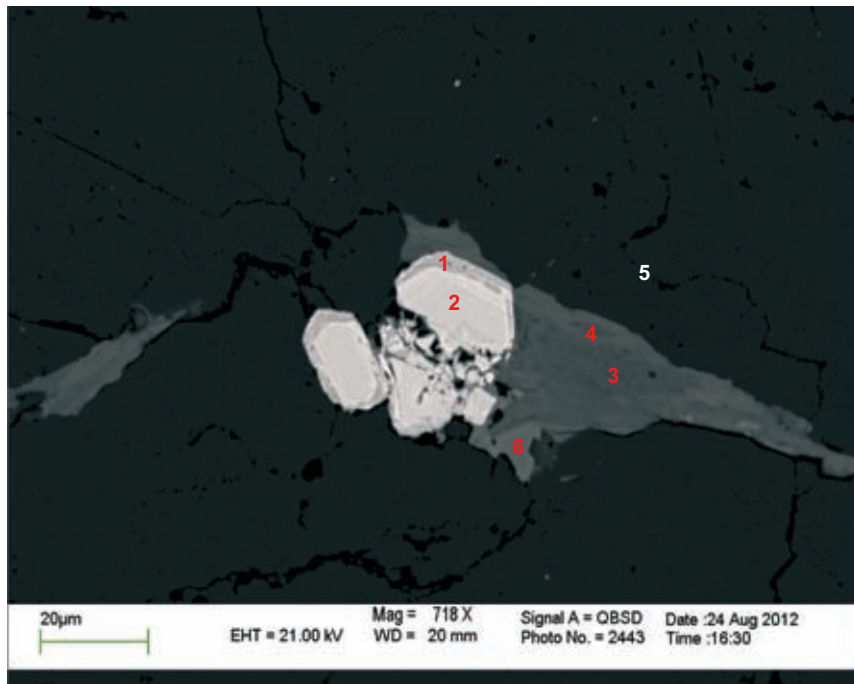 1
2
5
4
3
6
20µm
EHT = 21.00 kV
Mag = 718 X
WD = 20 mm
Signal A = QBSD
Photo No. = 2443
Date :24 Aug 2012
Time :16:30